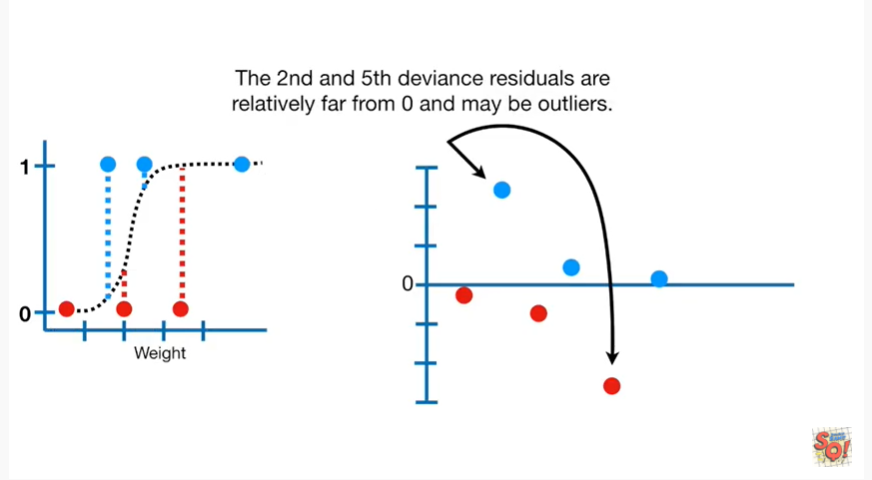 The 2nd and 5th deviance residuals are
relatively far from 0 and may be outliers.
1
0
Weight
0
SQ!